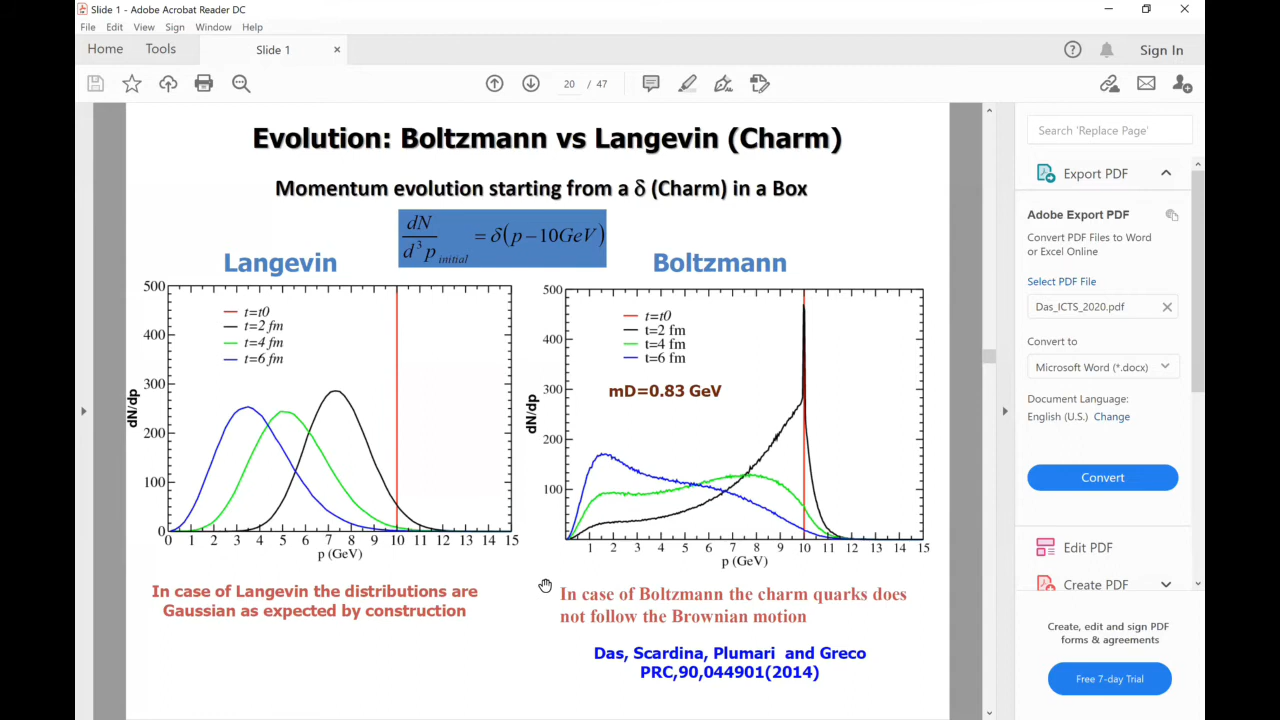 Slide 1 - Adobe Acrobat Reader DC
File Edit View Sign Window Help
Home Tools Slide 1 × Sign In
20 / 47
Evolution: Boltzmann vs Langevin (Charm)
Momentum evolution starting from a δ (Charm) in a Box
dN/d³p initial = δ(p−10GeV)
Langevin
500
400
300
200
100
0
dN/dp
t=t0
t=2 fm
t=4 fm
t=6 fm
0 1 2 3 4 5 6 7 8 9 10 11 12 13 14 15
p (GeV)
In case of Langevin the distributions are
Gaussian as expected by construction
Boltzmann
500
400
300
200
100
dN/dp
t=t0
t=2 fm
t=4 fm
t=6 fm
mD=0.83 GeV
1 2 3 4 5 6 7 8 9 10 11 12 13 14 15
p (GeV)
In case of Boltzmann the charm quarks does
not follow the Brownian motion
Das, Scardina, Plumari and Greco
PRC,90,044901(2014)
Search 'Replace Page'
Export PDF
Adobe Export PDF
Convert PDF Files to Word
or Excel Online
Select PDF File
Das_ICTS_2020.pdf
Convert to
Microsoft Word (*.docx)
Document Language:
English (U.S.) Change
Convert
Edit PDF
Create PDF
Create, edit and sign PDF
forms & agreements
Free 7-day Trial